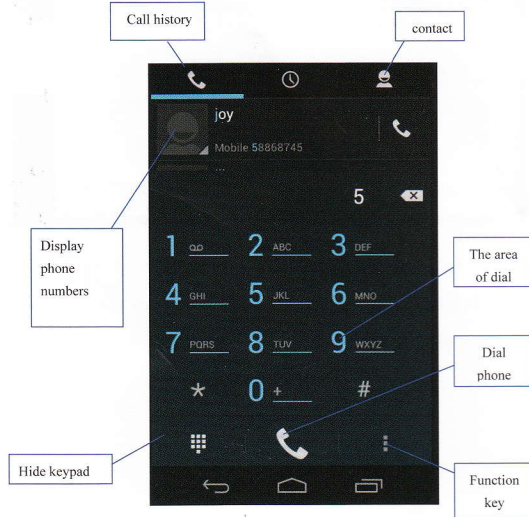 Call history
contact
joy
Mobile 58868745
...
5
Display
phone
numbers
1 2 ABC 3 DEF
4 GHI 5 JKL 6 MNO
7 PQRS 8 TUV 9 WXYZ
* 0 + #
The area
of dial
Dial
phone
Hide keypad
Function
key